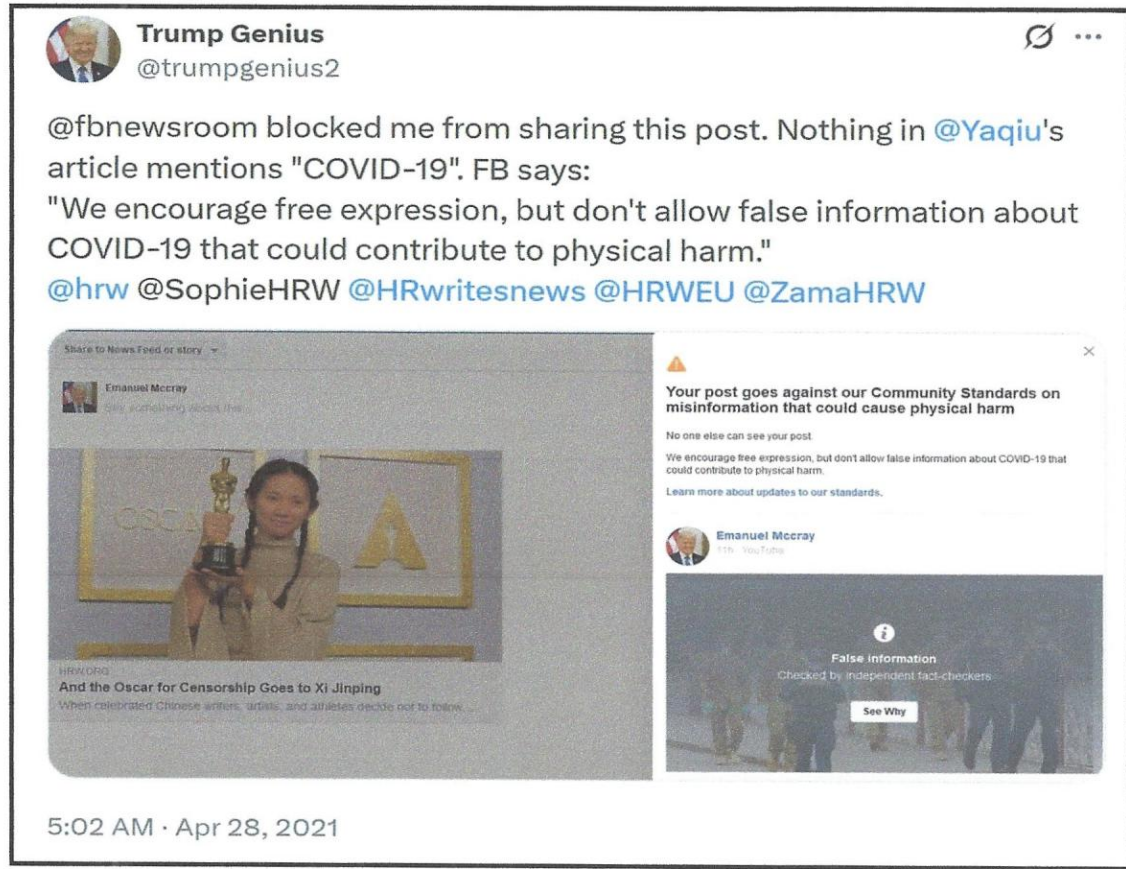 Trump Genius
@trumpgenius2
@fbnewsroom blocked me from sharing this post. Nothing in @Yaqiu's
article mentions "COVID-19". FB says:
"We encourage free expression, but don't allow false information about
COVID-19 that could contribute to physical harm."
@hrw @SophieHRW @HRwritesnews @HRWEU @ZamaHRW
Share to News Feed or story
Emanuel Mccray
Say something about this...
OSCA
HRW.ORG
And the Oscar for Censorship Goes to Xi Jinping
When celebrated Chinese writers, artists, and athletes decide not to follow...
Your post goes against our Community Standards on
misinformation that could cause physical harm
No one else can see your post.
We encourage free expression, but don't allow false information about COVID-19 that
could contribute to physical harm.
Learn more about updates to our standards.
Emanuel Mccray
11h · YouTube
False information
Checked by independent fact-checkers
See Why
5:02 AM · Apr 28, 2021